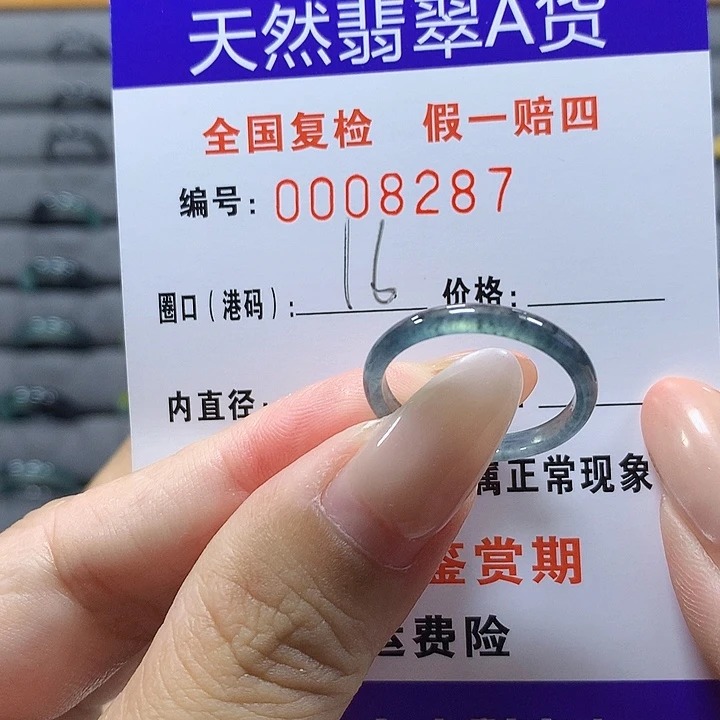 天然翡翠A货
全国复检 假一赔四
编号: 0008287
圈口(港码): 16 价格:
内直径:
属正常现象
鉴赏期
运费险